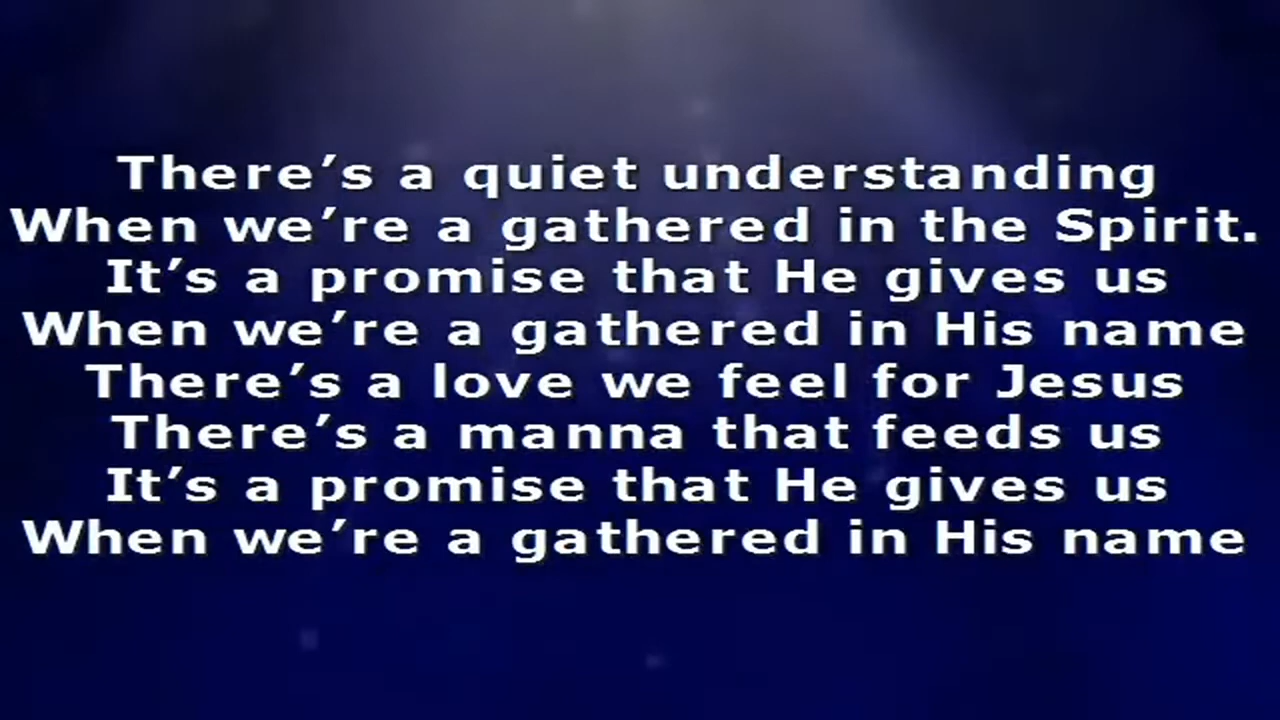 There’s a quiet understanding
When we’re a gathered in the Spirit.
It’s a promise that He gives us
When we’re a gathered in His name
There’s a love we feel for Jesus
There’s a manna that feeds us
It’s a promise that He gives us
When we’re a gathered in His name